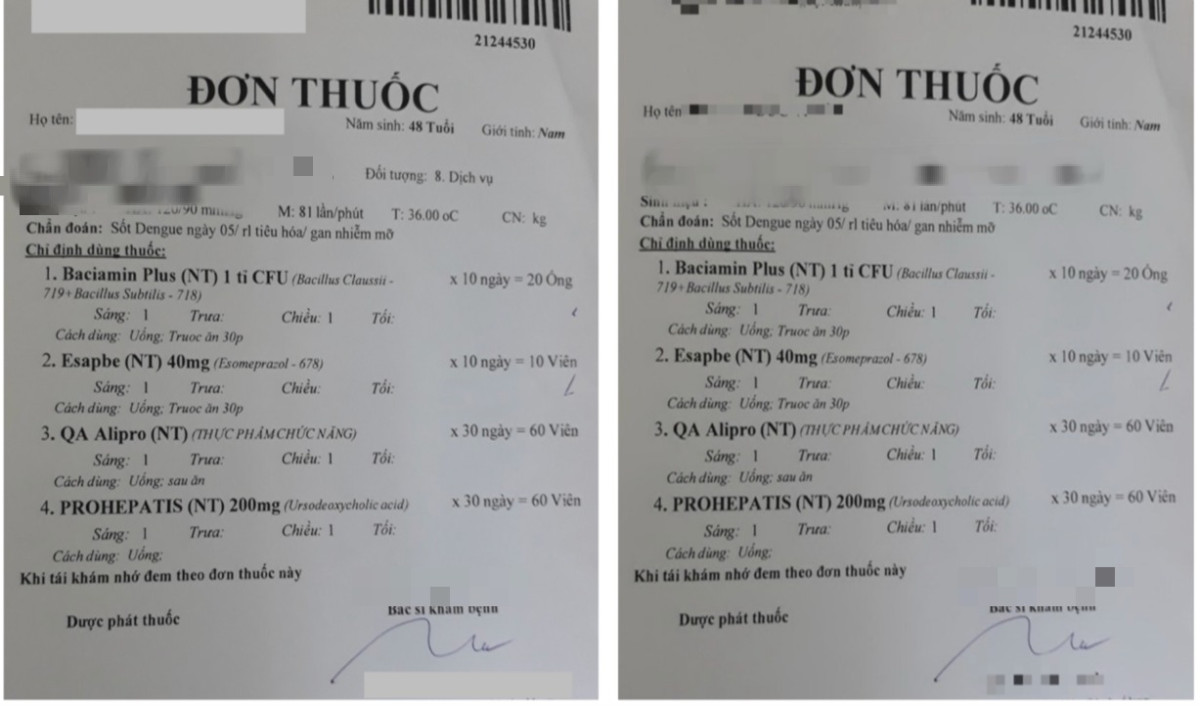 21244530
ĐƠN THUỐC
Họ tên:
Năm sinh: 48 Tuổi Giới tính: Nam
Đối tượng: 8. Dịch vụ
M: 81 lần/phút T: 36.00 oC CN: kg
Chẩn đoán: Sốt Dengue ngày 05/ rl tiêu hóa/ gan nhiễm mỡ
Chỉ định dùng thuốc:
1. Baciamin Plus (NT) 1 tỉ CFU (Bacillus Claussii - x 10 ngày = 20 Ống
719+Bacillus Subtilis - 718)
Sáng: 1 Trưa: Chiều: 1 Tối:
Cách dùng: Uống; Truoc ăn 30p
2. Esapbe (NT) 40mg (Esomeprazol - 678) x 10 ngày = 10 Viên
Sáng: 1 Trưa: Chiều: Tối:
Cách dùng: Uống; Truoc ăn 30p
3. QA Alipro (NT) (THỰC PHẨM CHỨC NĂNG) x 30 ngày = 60 Viên
Sáng: 1 Trưa: Chiều: 1 Tối:
Cách dùng: Uống; sau ăn
4. PROHEPATIS (NT) 200mg (Ursodeoxycholic acid) x 30 ngày = 60 Viên
Sáng: 1 Trưa: Chiều: 1 Tối:
Cách dùng: Uống;
Khi tái khám nhớ đem theo đơn thuốc này
Dược phát thuốc Bác sĩ khám bệnh
21244530
ĐƠN THUỐC
Họ tên
Năm sinh: 48 Tuổi Giới tính: Nam
M: 81 lần/phút T: 36.00 oC CN: kg
Chẩn đoán: Sốt Dengue ngày 05/ rl tiêu hóa/ gan nhiễm mỡ
Chỉ định dùng thuốc:
1. Baciamin Plus (NT) 1 tỉ CFU (Bacillus Claussii - x 10 ngày = 20 Ống
719+Bacillus Subtilis - 718)
Sáng: 1 Trưa: Chiều: 1 Tối:
Cách dùng: Uống; Truoc ăn 30p
2. Esapbe (NT) 40mg (Esomeprazol - 678) x 10 ngày = 10 Viên
Sáng: 1 Trưa: Chiều: Tối:
Cách dùng: Uống; Truoc ăn 30p
3. QA Alipro (NT) (THỰC PHẨM CHỨC NĂNG) x 30 ngày = 60 Viên
Sáng: 1 Trưa: Chiều: 1 Tối:
Cách dùng: Uống; sau ăn
4. PROHEPATIS (NT) 200mg (Ursodeoxycholic acid) x 30 ngày = 60 Viên
Sáng: 1 Trưa: Chiều: 1 Tối:
Cách dùng: Uống;
Khi tái khám nhớ đem theo đơn thuốc này
Dược phát thuốc Bác sĩ khám bệnh